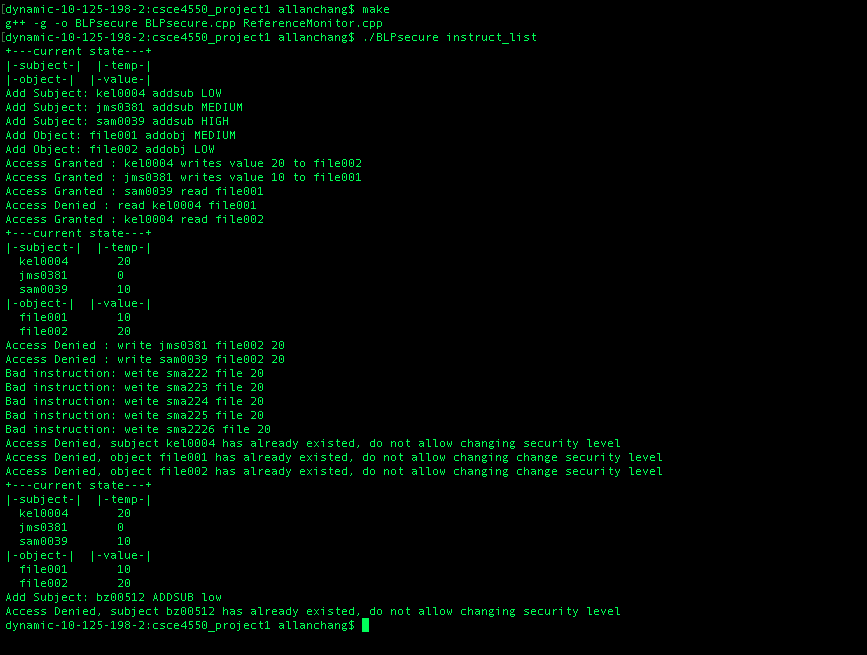 [dynamic-10-125-198-2:csce4550_project1 allanchang$ make
g++ -g -o BLPsecure BLPsecure.cpp ReferenceMonitor.cpp
[dynamic-10-125-198-2:csce4550_project1 allanchang$ ./BLPsecure instruct_list
+---current state---+
|-subject-|  |-temp-|
|-object-|  |-value-|
Add Subject: kel0004 addsub LOW
Add Subject: jms0381 addsub MEDIUM
Add Subject: sam0039 addsub HIGH
Add Object: file001 addobj MEDIUM
Add Object: file002 addobj LOW
Access Granted : kel0004 writes value 20 to file002
Access Granted : jms0381 writes value 10 to file001
Access Granted : sam0039 read file001
Access Denied : read kel0004 file001
Access Granted : kel0004 read file002
+---current state---+
|-subject-|  |-temp-|
kel0004       20
jms0381       0
sam0039       10
|-object-|  |-value-|
file001       10
file002       20
Access Denied : write jms0381 file002 20
Access Denied : write sam0039 file002 20
Bad instruction: weite sma222 file 20
Bad instruction: weite sma223 file 20
Bad instruction: weite sma224 file 20
Bad instruction: weite sma225 file 20
Bad instruction: weite sma2226 file 20
Access Denied, subject kel0004 has already existed, do not allow changing security level
Access Denied, object file001 has already existed, do not allow changing change security level
Access Denied, object file002 has already existed, do not allow changing change security level
+---current state---+
|-subject-|  |-temp-|
kel0004       20
jms0381       0
sam0039       10
|-object-|  |-value-|
file001       10
file002       20
Add Subject: bz00512 ADDSUB low
Access Denied, subject bz00512 has already existed, do not allow changing security level
dynamic-10-125-198-2:csce4550_project1 allanchang$